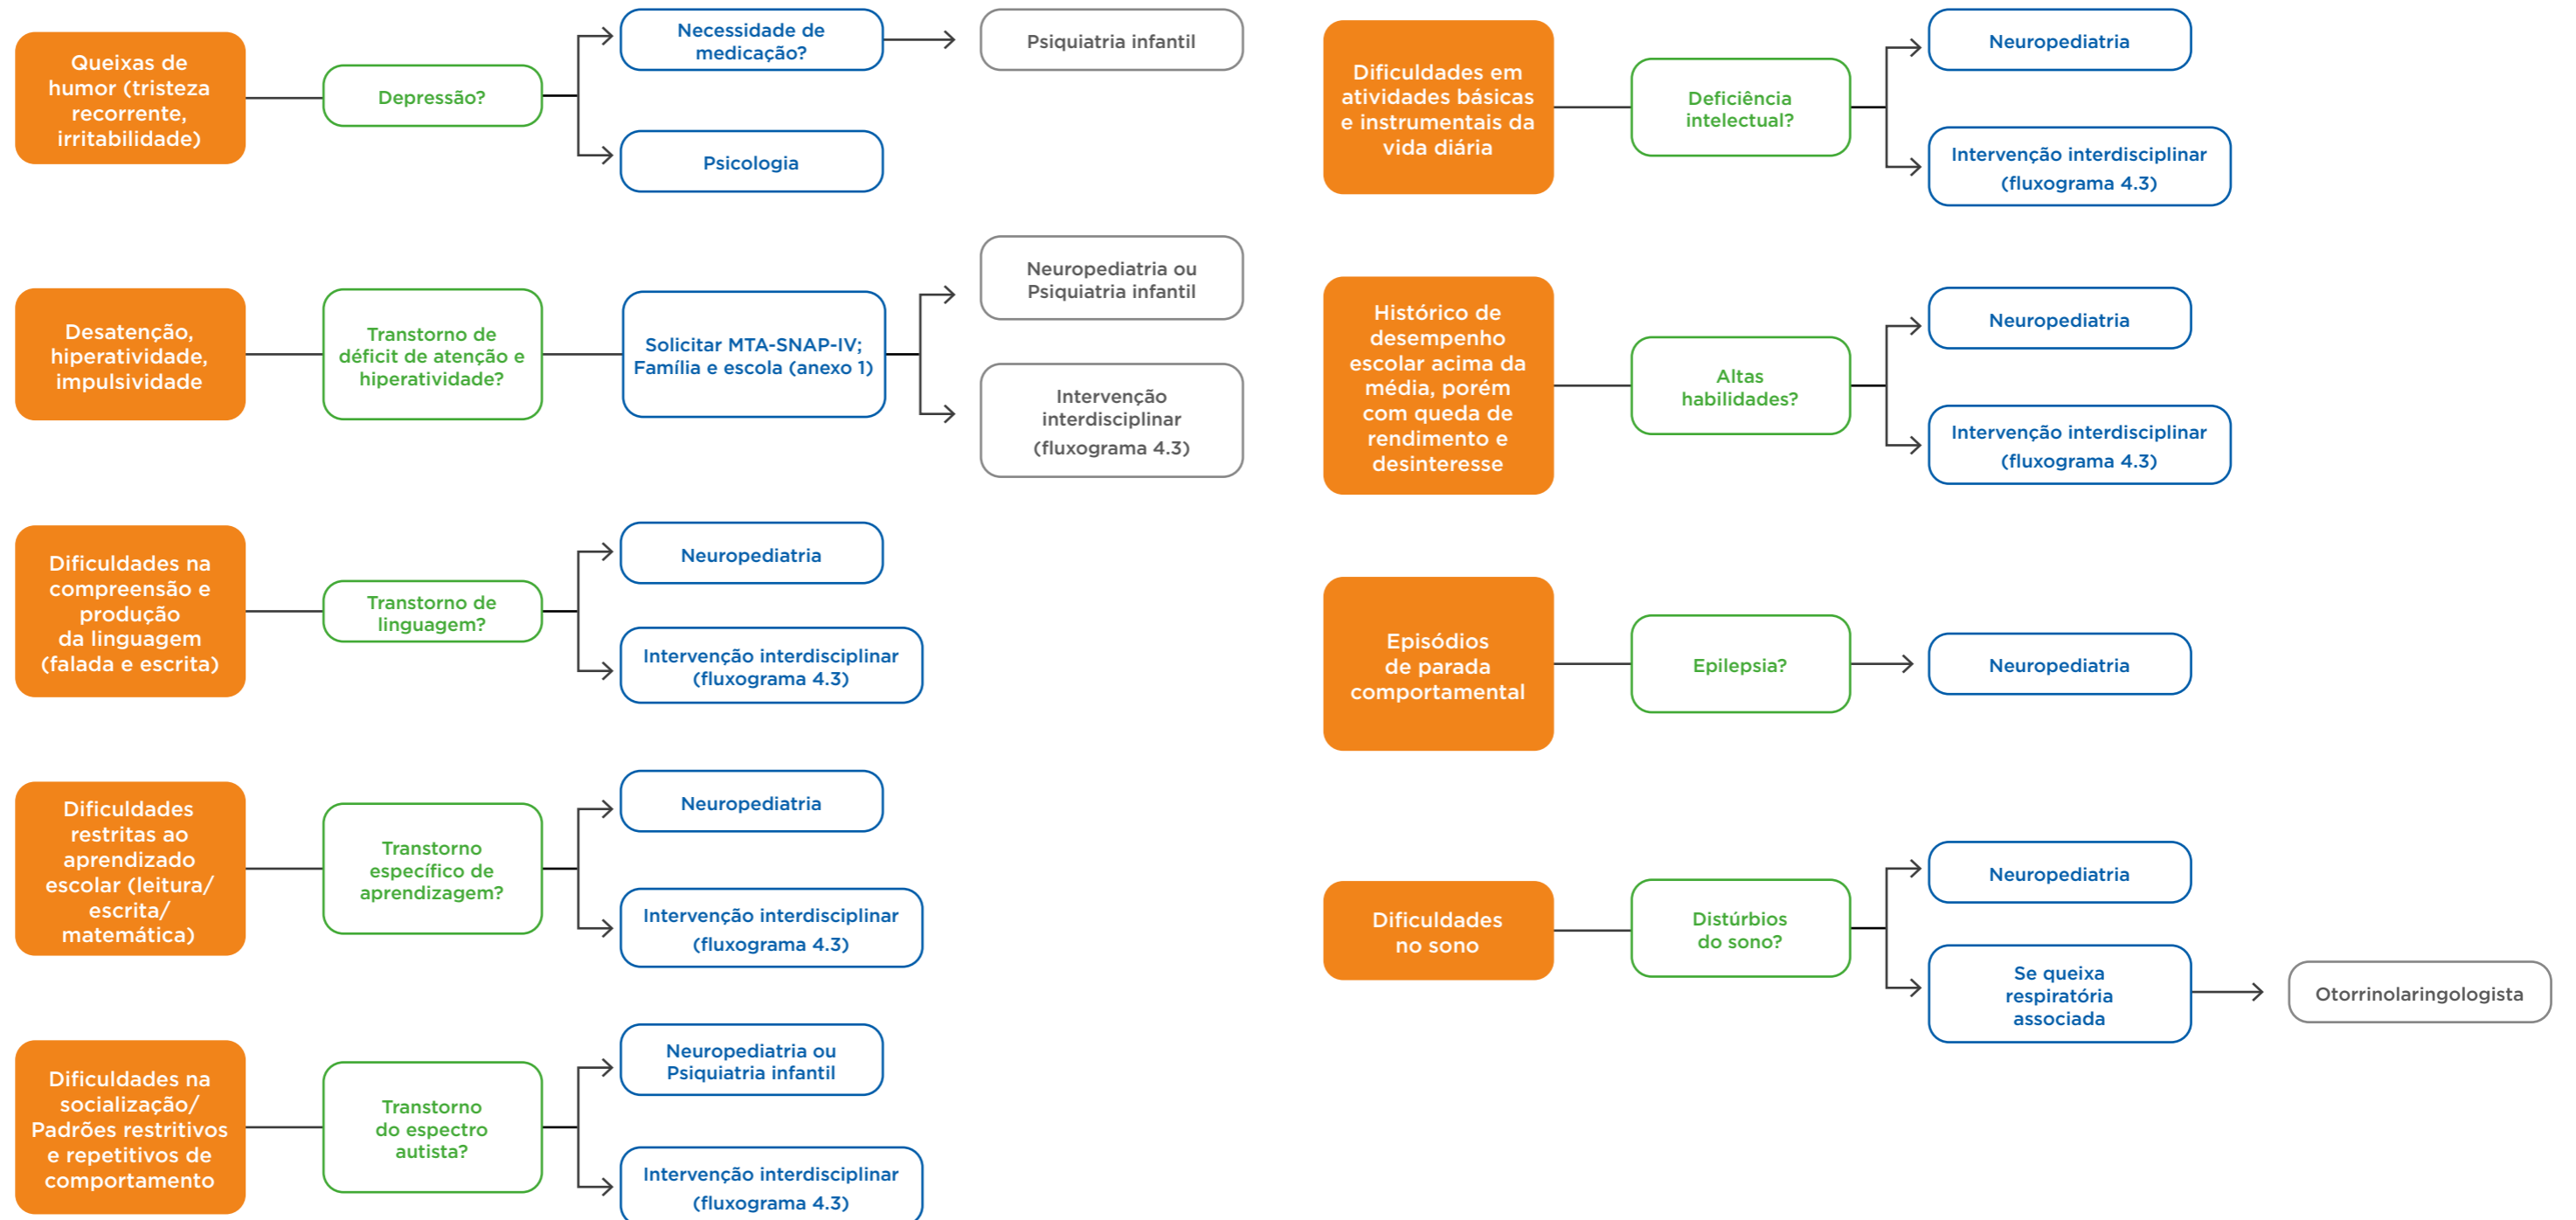 Queixas de
humor (tristeza
recorrente,
irritabilidade)
Depressão?
Necessidade de
medicação?
Psiquiatria infantil
Psicologia
Desatenção,
hiperatividade,
impulsividade
Transtorno de
déficit de atenção e
hiperatividade?
Solicitar MTA-SNAP-IV;
Família e escola (anexo 1)
Neuropediatria ou
Psiquiatria infantil
Intervenção
interdisciplinar
(fluxograma 4.3)
Dificuldades na
compreensão e
produção
da linguagem
(falada e escrita)
Transtorno de
linguagem?
Neuropediatria
Intervenção interdisciplinar
(fluxograma 4.3)
Dificuldades
restritas ao
aprendizado
escolar (leitura/
escrita/
matemática)
Transtorno
específico de
aprendizagem?
Neuropediatria
Intervenção interdisciplinar
(fluxograma 4.3)
Dificuldades na
socialização/
Padrões restritivos
e repetitivos de
comportamento
Transtorno
do espectro
autista?
Neuropediatria ou
Psiquiatria infantil
Intervenção interdisciplinar
(fluxograma 4.3)
Dificuldades em
atividades básicas
e instrumentais da
vida diária
Deficiência
intelectual?
Neuropediatria
Intervenção interdisciplinar
(fluxograma 4.3)
Histórico de
desempenho
escolar acima da
média, porém
com queda de
rendimento e
desinteresse
Altas
habilidades?
Neuropediatria
Intervenção interdisciplinar
(fluxograma 4.3)
Episódios
de parada
comportamental
Epilepsia?
Neuropediatria
Dificuldades
no sono
Distúrbios
do sono?
Neuropediatria
Se queixa
respiratória
associada
Otorrinolaringologista